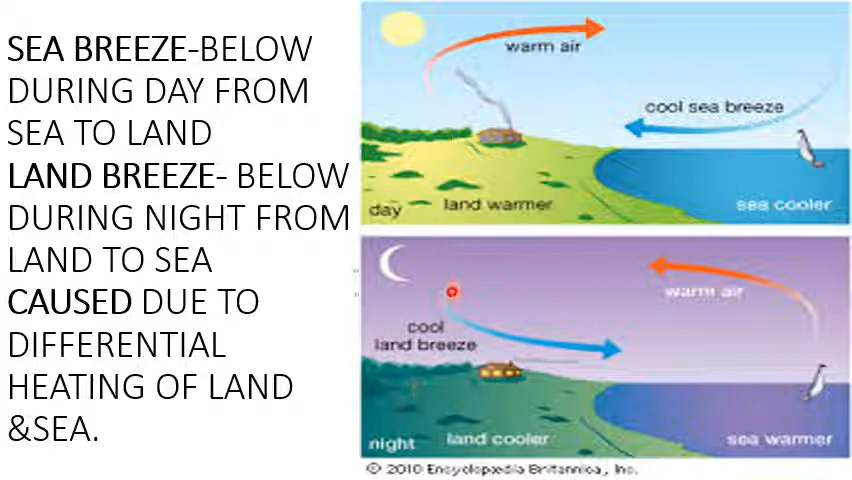 SEA BREEZE-BELOW
DURING DAY FROM
SEA TO LAND
LAND BREEZE- BELOW
DURING NIGHT FROM
LAND TO SEA
CAUSED DUE TO
DIFFERENTIAL
HEATING OF LAND
&SEA.
warm air
cool sea breeze
day
land warmer
sea cooler
warm air
cool
land breeze
night
land cooler
sea warmer
© 2010 Encyclopædia Britannica, Inc.